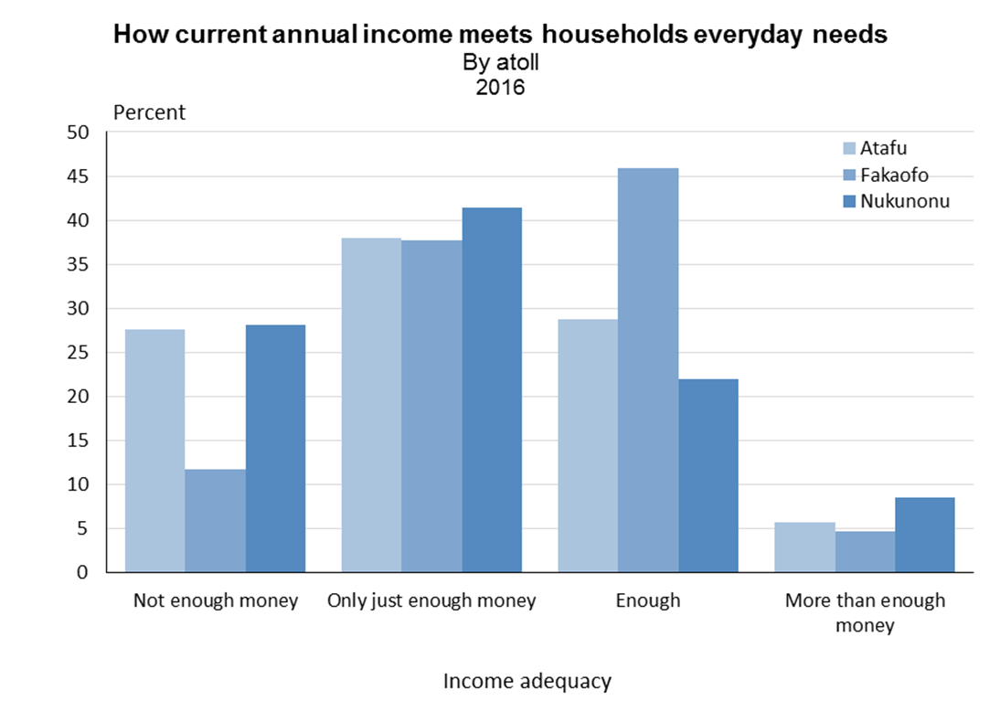 How current annual income meets households everyday needs
By atoll
2016
Percent
50
45
40
35
30
25
20
15
10
5
0
Atafu
Fakaofo
Nukunonu
Not enough money
Only just enough money
Enough
More than enough
money
Income adequacy